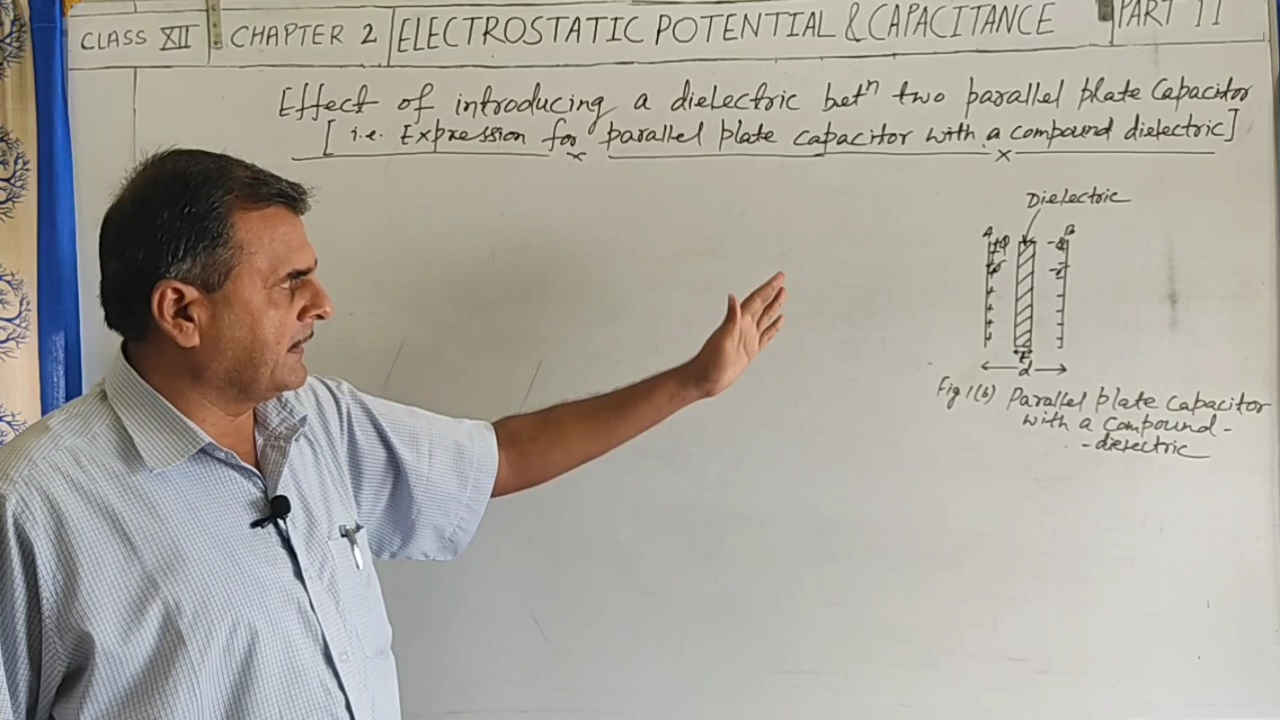 CLASS XII CHAPTER 2 ELECTROSTATIC POTENTIAL & CAPACITANCE PART 11
Effect of introducing a dielectric betn two parallel plate Capacitor
[i.e. Expression for parallel plate capacitor with a compound dielectric]
Dielectric
A B
+Q -Q
t
d
Fig 1(b) Parallel plate capacitor
with a compound-
-dielectric